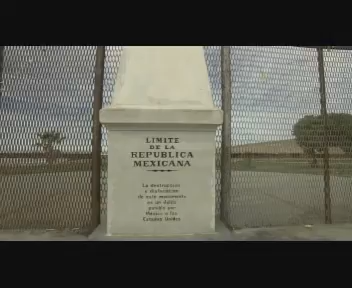 LIMITE
DE LA
REPUBLICA
MEXICANA
La destruccion
y dislocacion
de este monumento
es un delito
punible por
Mexico o los
Estados Unidos